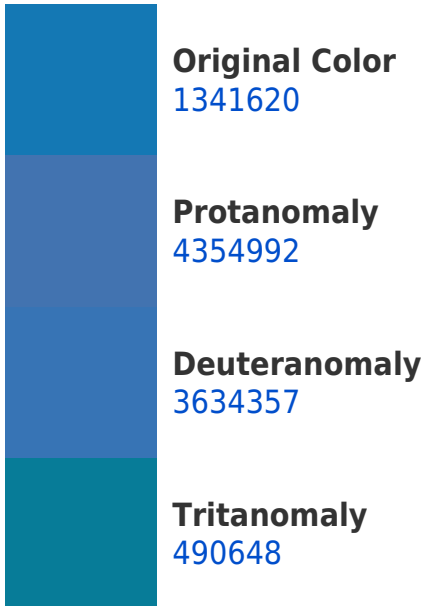 Original Color
1341620
Protanomaly
4354992
Deuteranomaly
3634357
Tritanomaly
490648